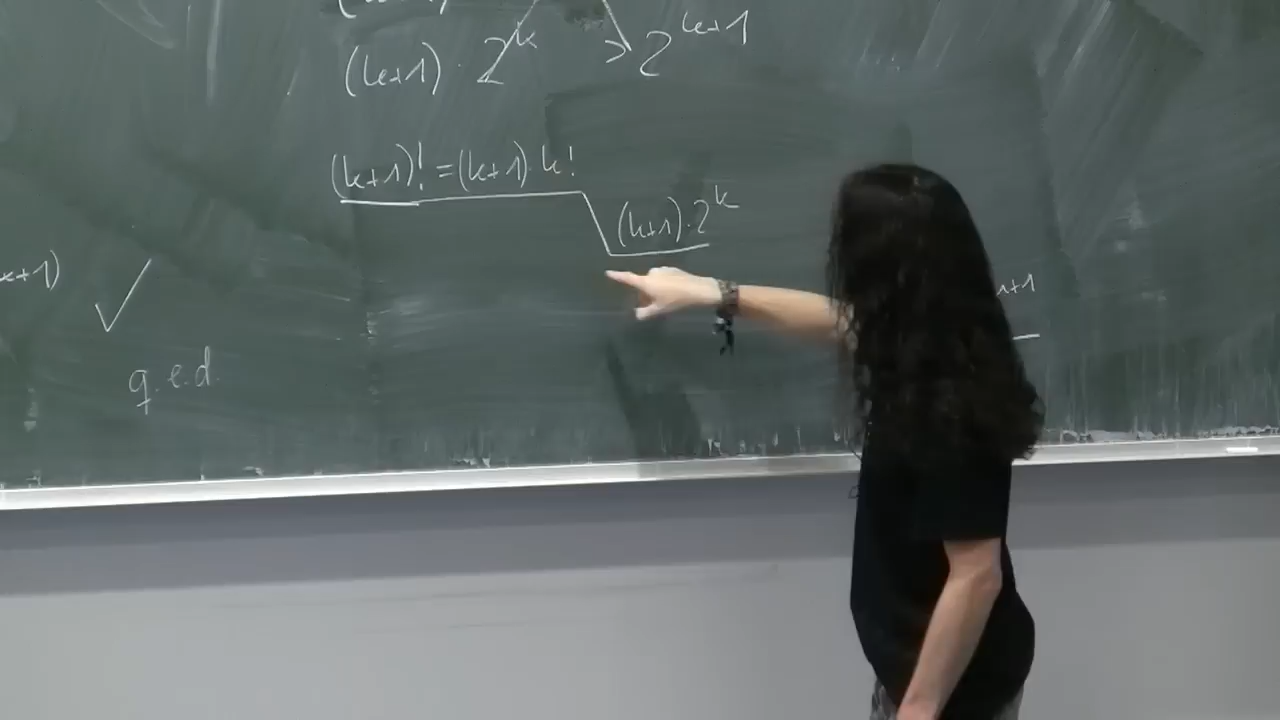 (k+1) · 2^k > 2^{k+1}
(k+1)! = (k+1) · k!
(k+1) · 2^k
q.e.d.